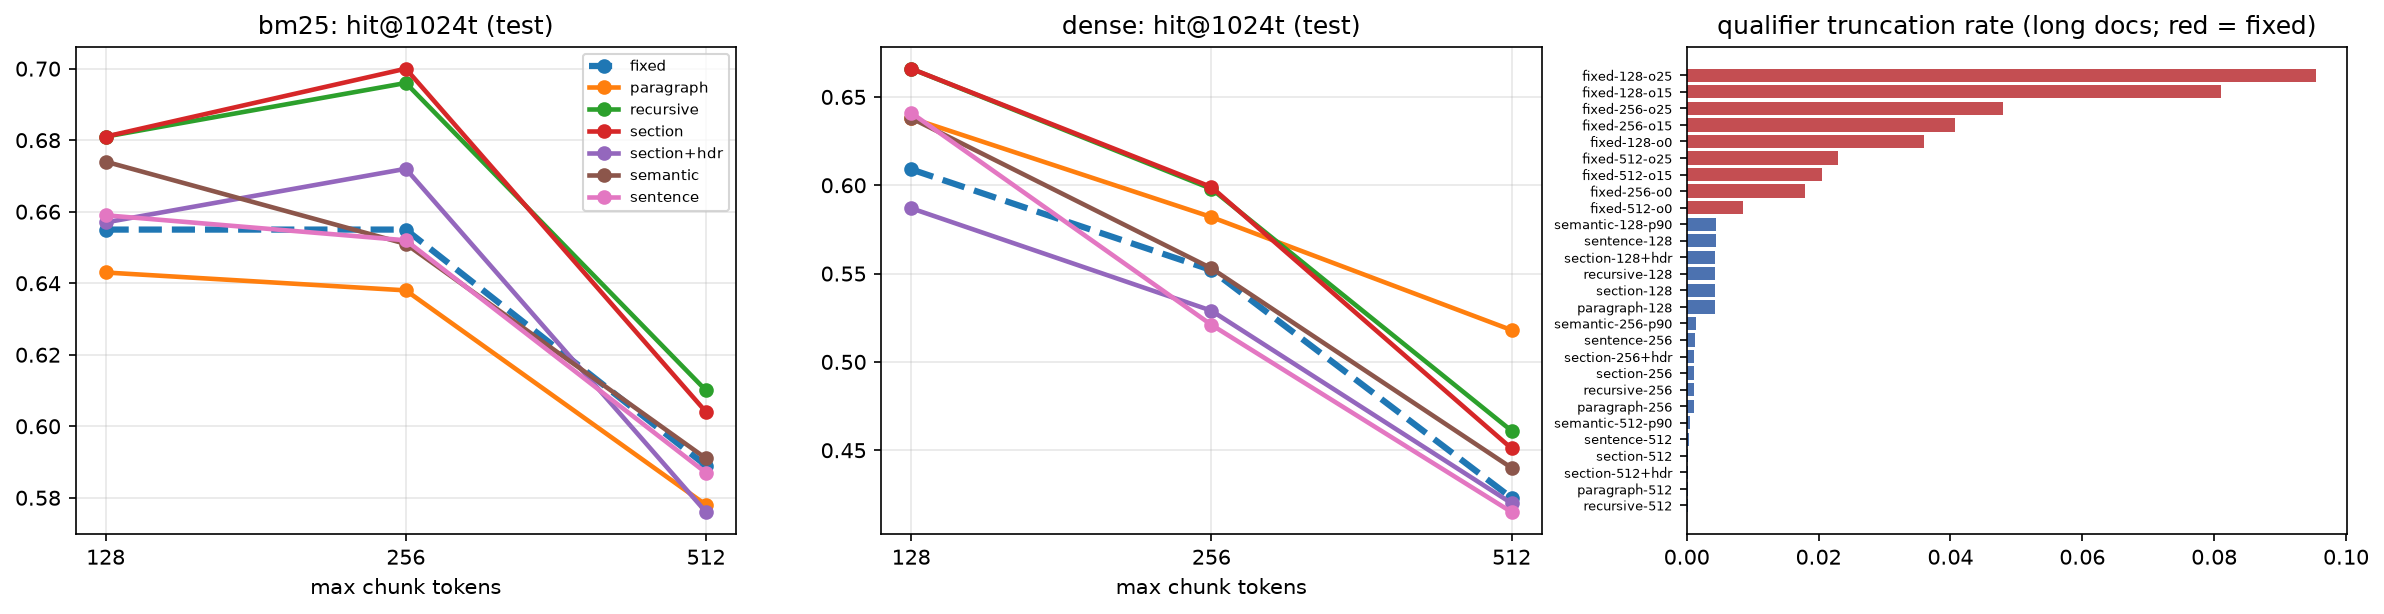 bm25: hit@1024t (test)
0.70
0.68
0.66
0.64
0.62
0.60
0.58
128
256
512
max chunk tokens
fixed
paragraph
recursive
section
section+hdr
semantic
sentence
dense: hit@1024t (test)
0.65
0.60
0.55
0.50
0.45
128
256
512
max chunk tokens
qualifier truncation rate (long docs; red = fixed)
fixed-128-o25
fixed-128-o15
fixed-256-o25
fixed-256-o15
fixed-128-o0
fixed-512-o25
fixed-512-o15
fixed-256-o0
fixed-512-o0
semantic-128-p90
sentence-128
section-128+hdr
recursive-128
section-128
paragraph-128
semantic-256-p90
sentence-256
section-256+hdr
section-256
recursive-256
paragraph-256
semantic-512-p90
sentence-512
section-512
section-512+hdr
paragraph-512
recursive-512
0.00
0.02
0.04
0.06
0.08
0.10